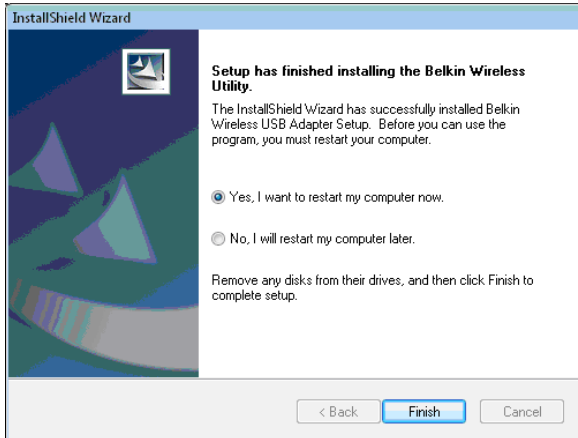 InstallShield Wizard
Setup has finished installing the Belkin Wireless
Utility.
The InstallShield Wizard has successfully installed Belkin
Wireless USB Adapter Setup. Before you can use the
program, you must restart your computer.
Yes, I want to restart my computer now.
No, I will restart my computer later.
Remove any disks from their drives, and then click Finish to
complete setup.
< Back
Finish
Cancel